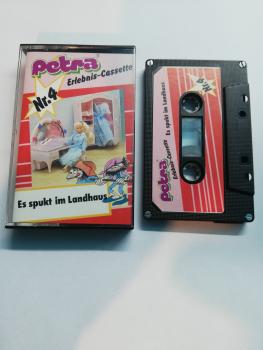 petra
Erlebnis-Cassette
Nr.4
Es spukt im Landhaus
Nr.4
petra
Erlebnis-Cassette
Es spukt im Landhaus